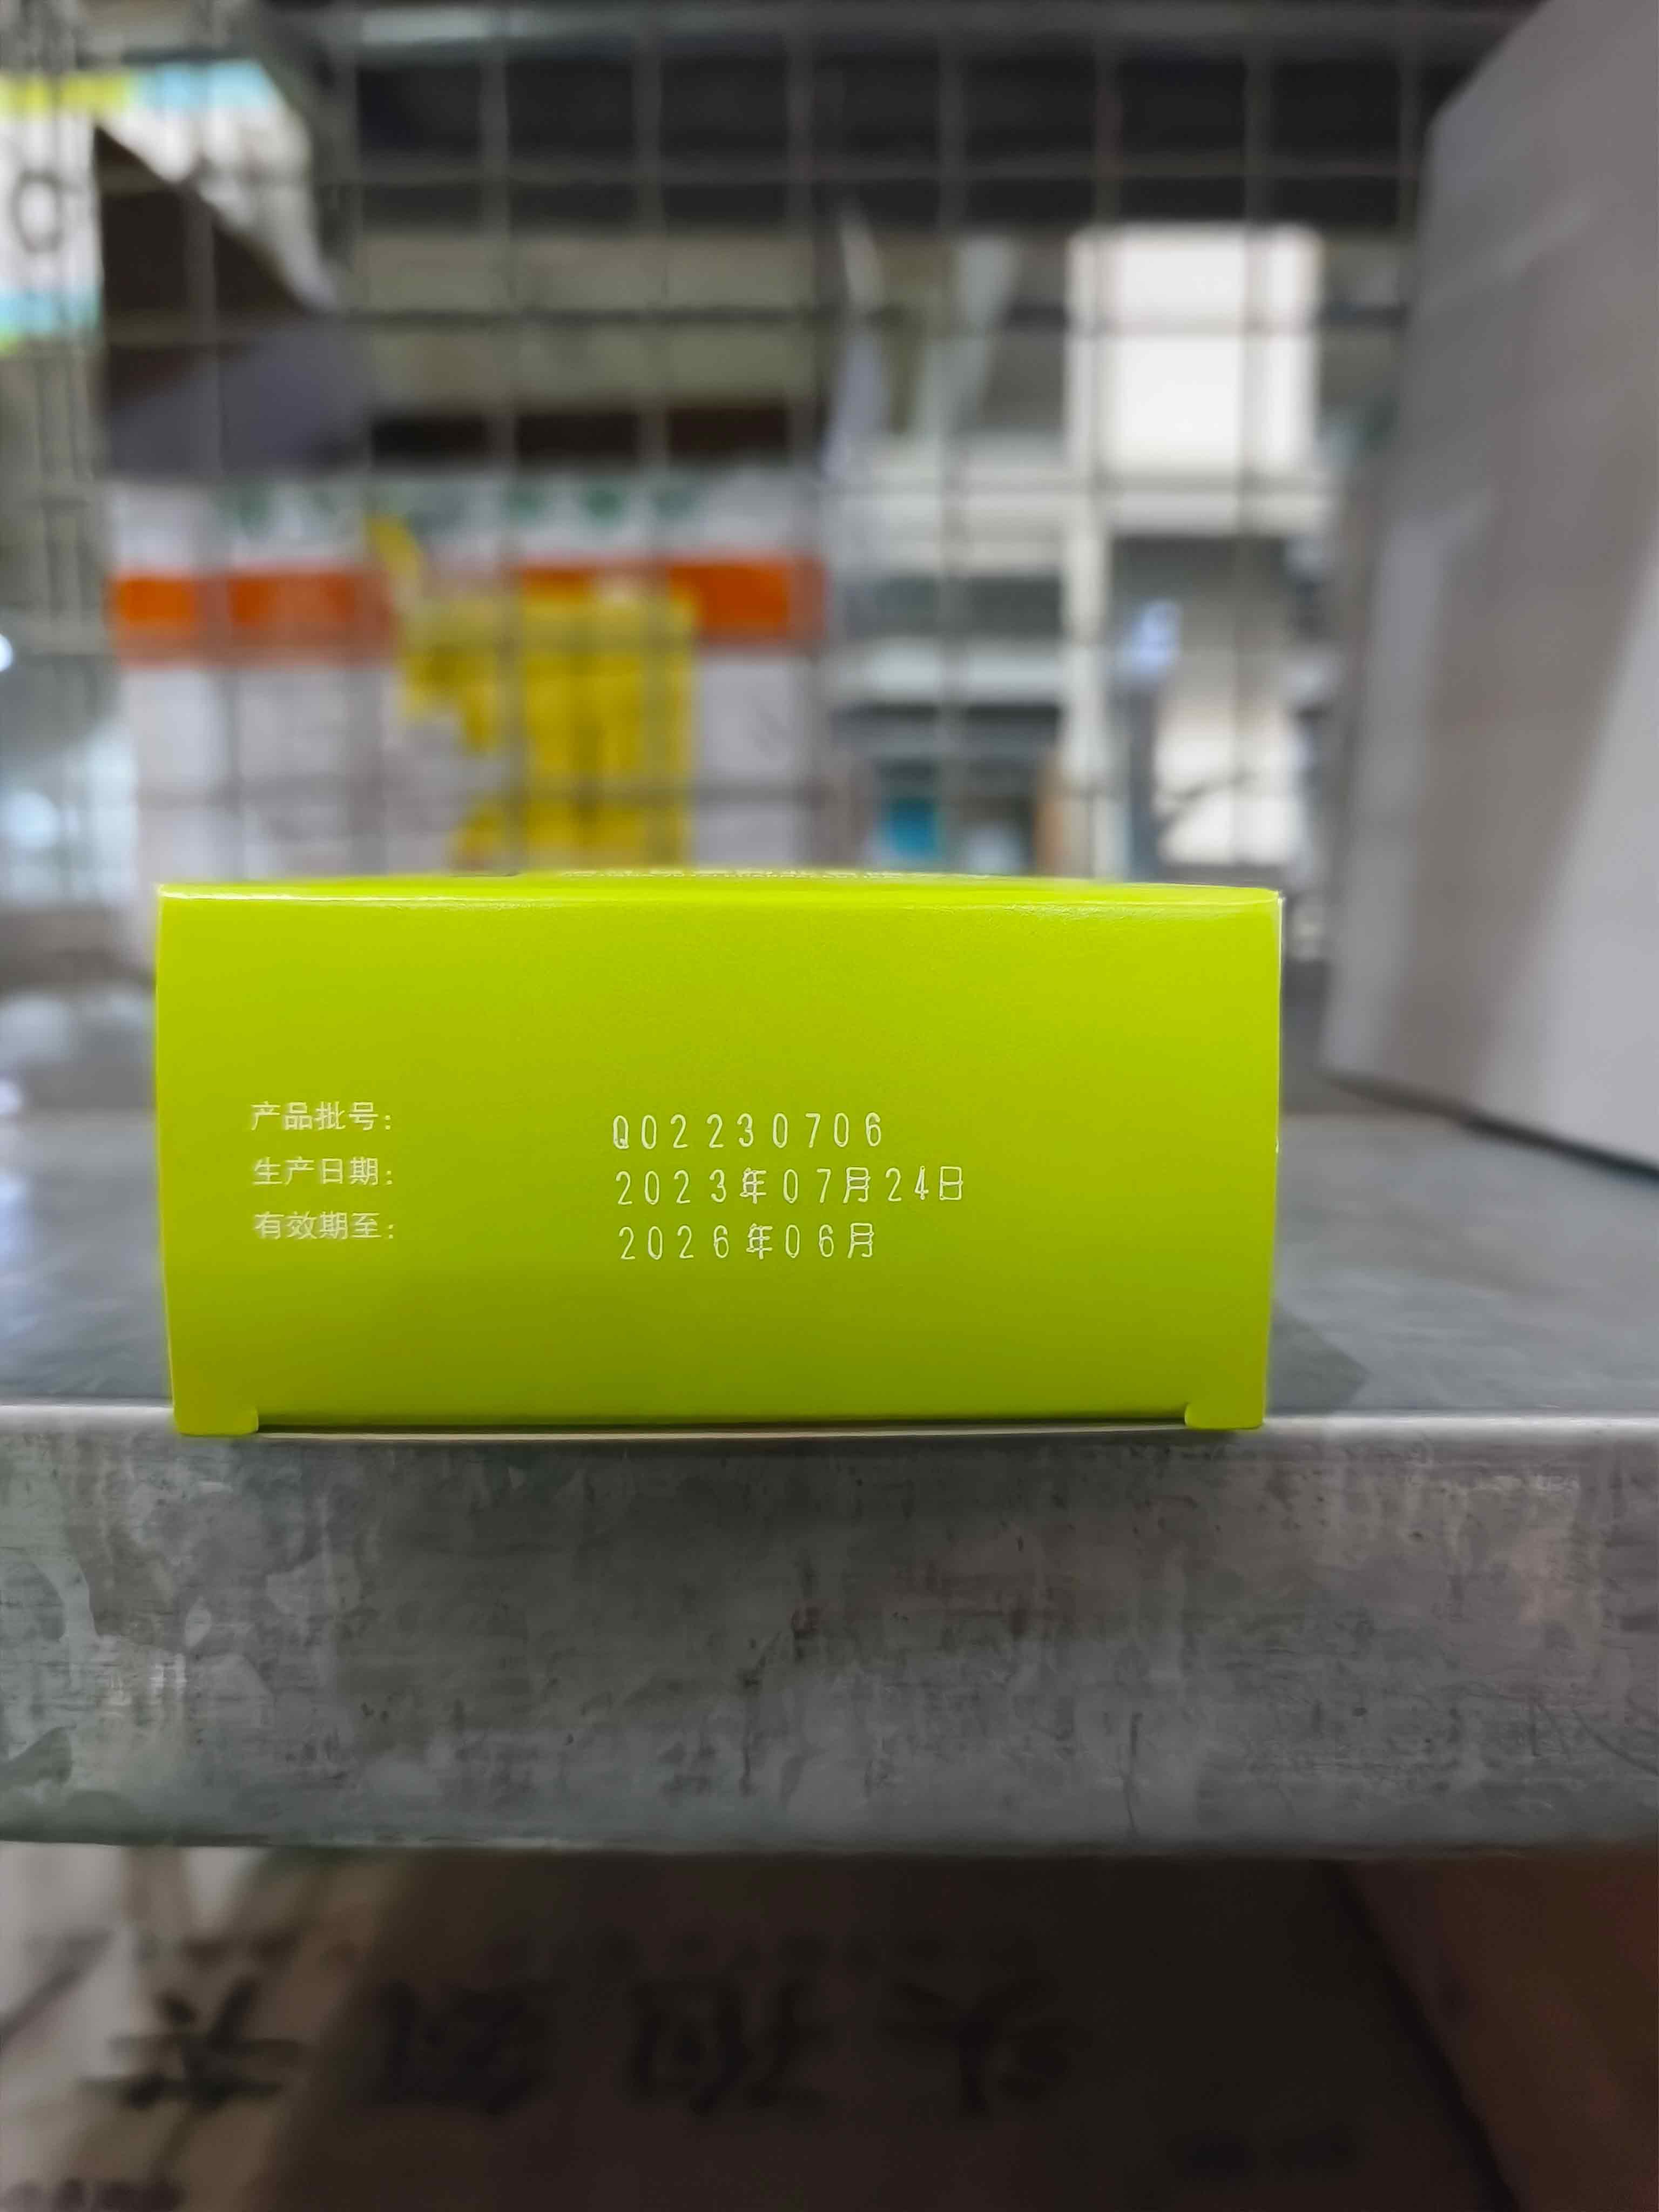 产品批号: Q02230706
生产日期: 2023年07月24日
有效期至: 2026年06月